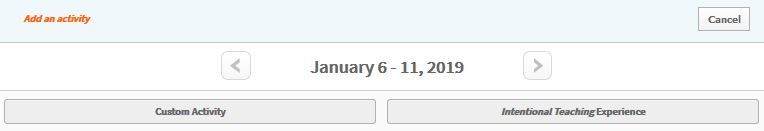 Add an activity
Cancel
January 6 - 11, 2019
Custom Activity
Intentional Teaching Experience